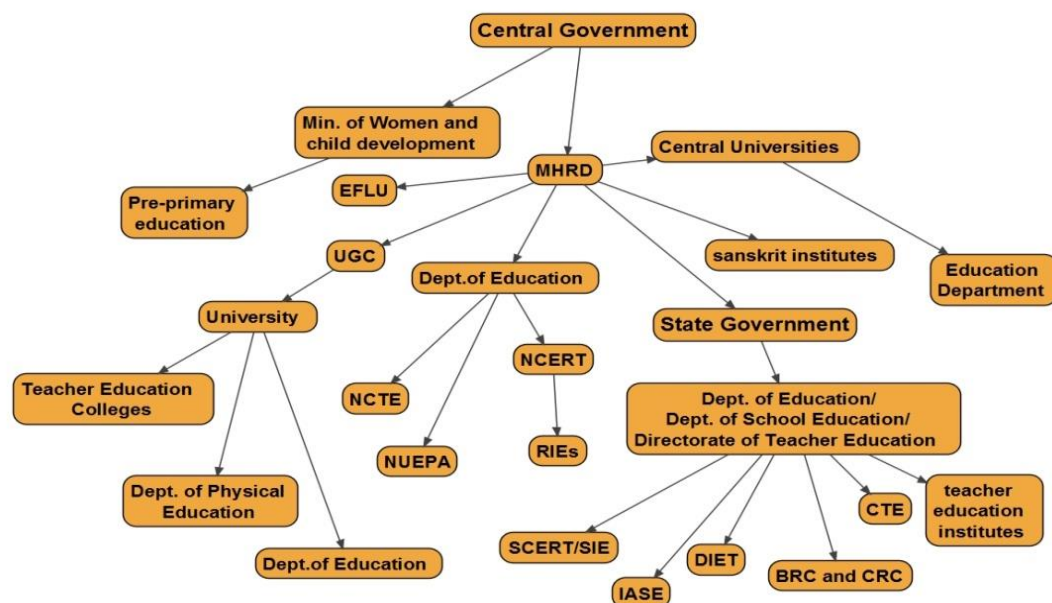 Central Government
Min. of Women and
child development
Central Universities
MHRD
EFLU
Pre-primary
education
UGC
sanskrit institutes
Dept.of Education
Education
Department
University
State Government
NCERT
Teacher Education
Colleges
NCTE
Dept. of Education/
Dept. of School Education/
Directorate of Teacher Education
NUEPA
RIEs
Dept. of Physical
Education
CTE
teacher
education
institutes
SCERT/SIE
DIET
Dept.of Education
BRC and CRC
IASE